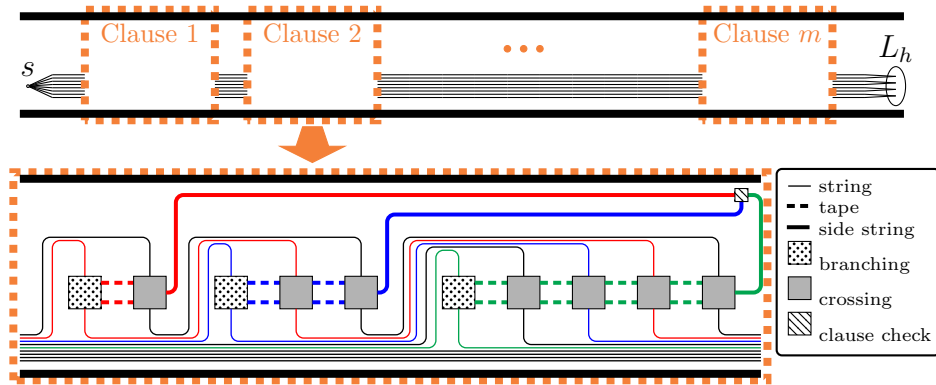 Clause 1 Clause 2 ... Clause m
s L_h
string
tape
side string
branching
crossing
clause check